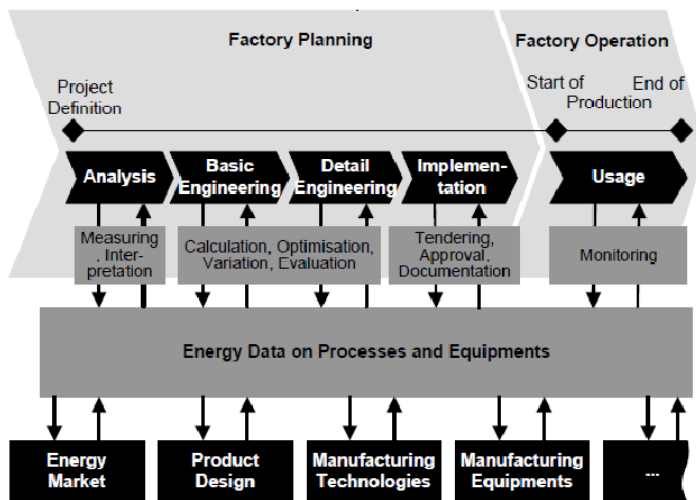 Factory Planning
Factory Operation
Project
Definition
Start of
End of
Production
Analysis
Basic
Engineering
Detail
Engineering
Implemen-
tation
Usage
Measuring
, Inter-
pretation
Calculation, Optimisation,
Variation, Evaluation
Tendering,
Approval,
Documentation
Monitoring
Energy Data on Processes and Equipments
Energy
Market
Product
Design
Manufacturing
Technologies
Manufacturing
Equipments
...